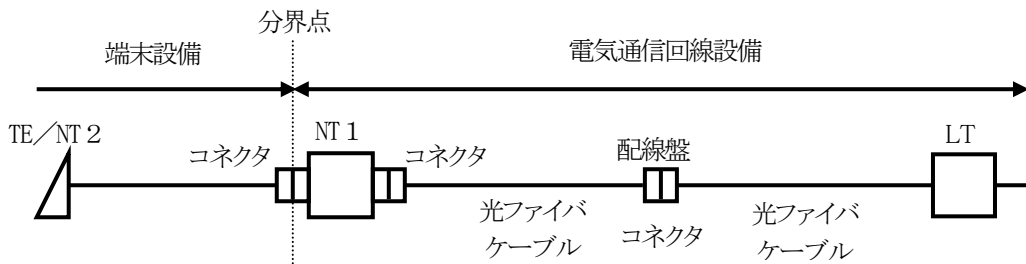 分界点
端末設備
電気通信回線設備
TE／NT２
コネクタ
NT１
コネクタ
配線盤
LT
光ファイバ
ケーブル
コネクタ
光ファイバ
ケーブル